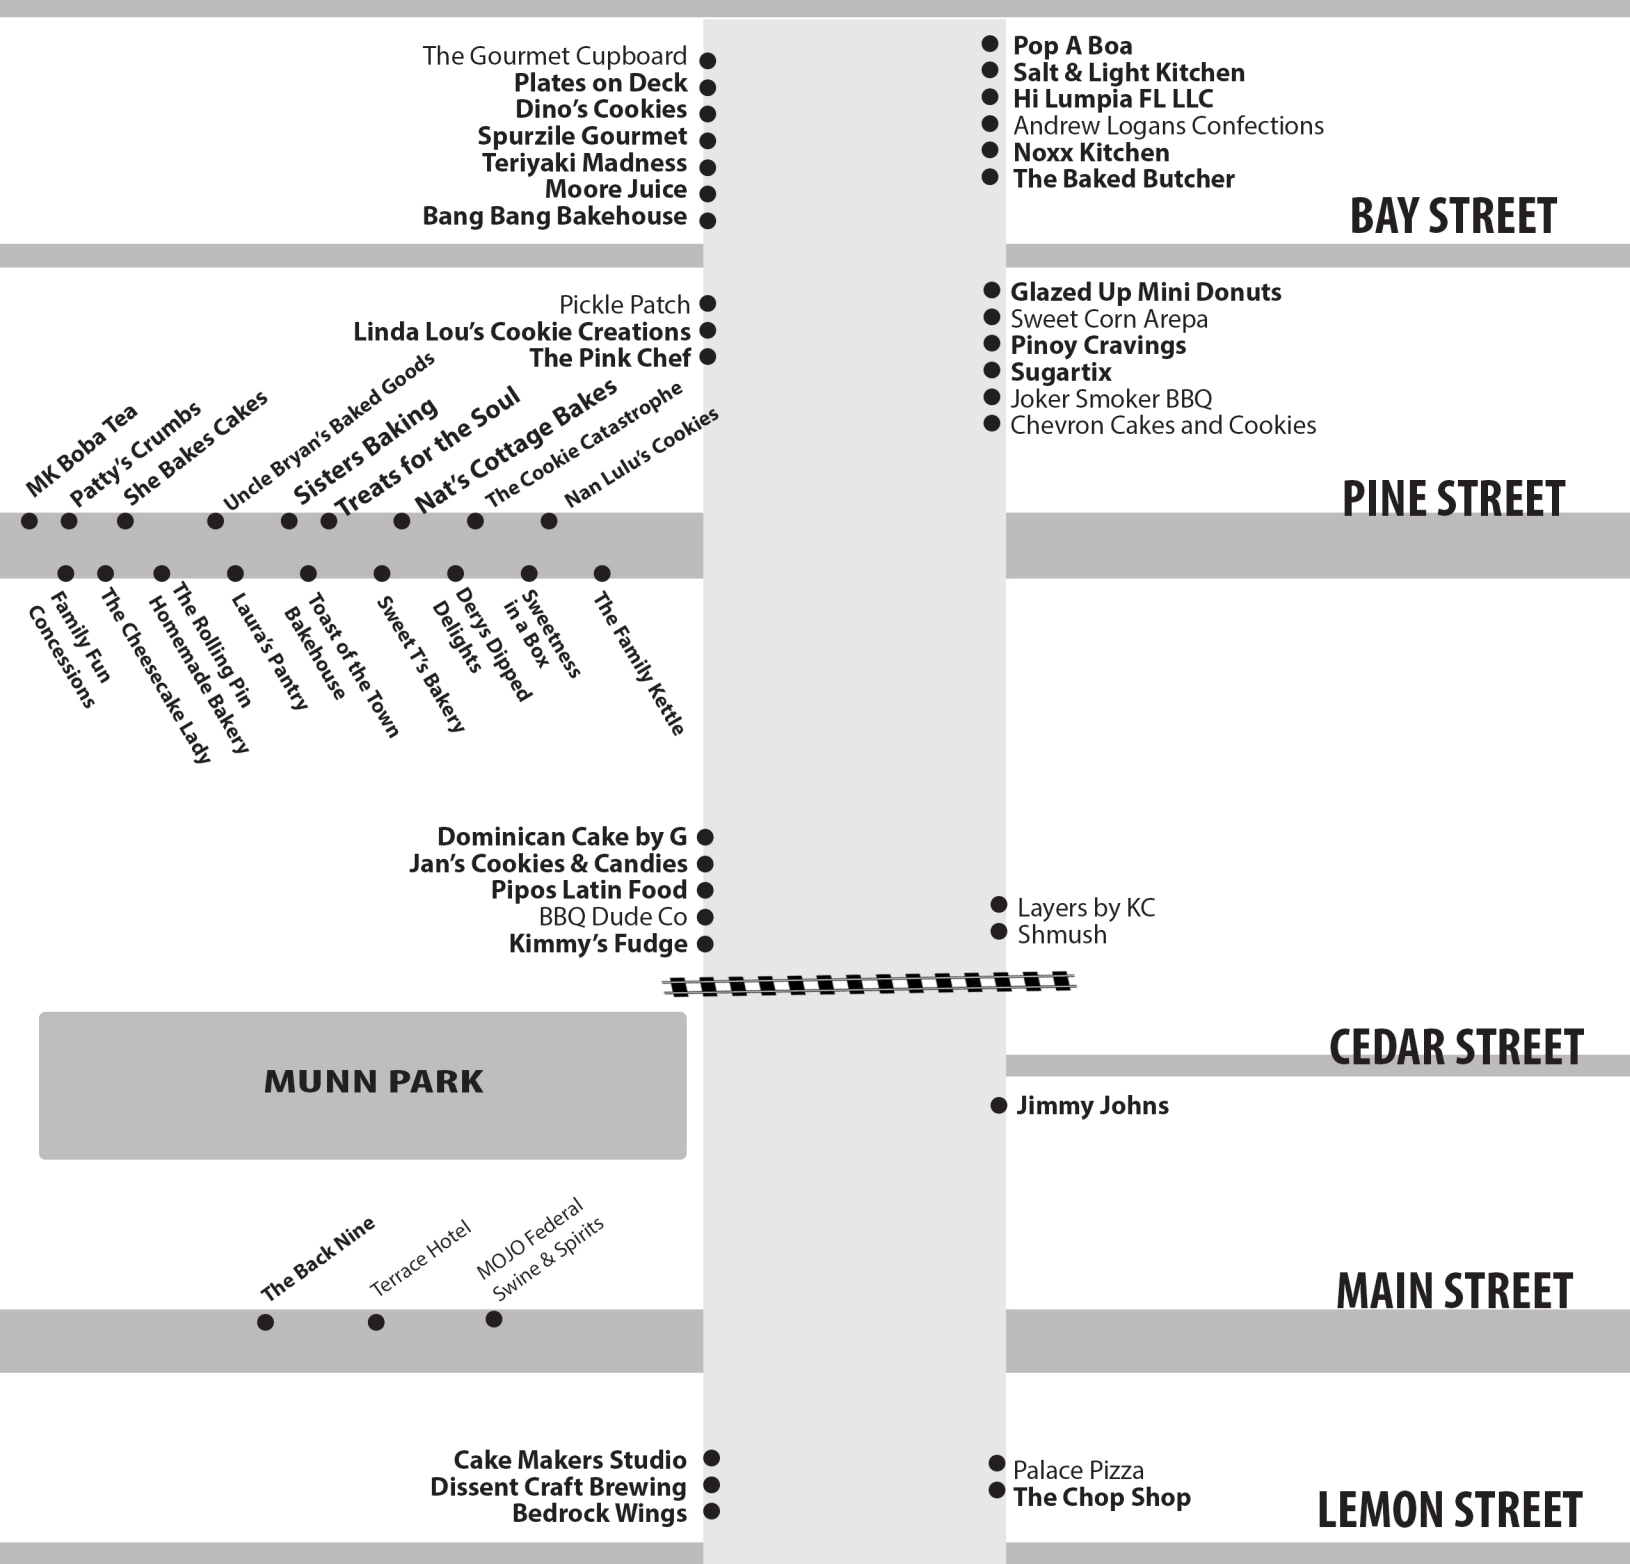 The Gourmet Cupboard
Plates on Deck
Dino’s Cookies
Spurzile Gourmet
Teriyaki Madness
Moore Juice
Bang Bang Bakehouse
Pop A Boa
Salt & Light Kitchen
Hi Lumpia FL LLC
Andrew Logans Confections
Noxx Kitchen
The Baked Butcher
BAY STREET
Pickle Patch
Linda Lou’s Cookie Creations
The Pink Chef
Glazed Up Mini Donuts
Sweet Corn Arepa
Pinoy Cravings
Sugartix
Joker Smoker BBQ
Chevron Cakes and Cookies
MK Boba Tea
Patty’s Crumbs
She Bakes Cakes
Uncle Bryan’s Baked Goods
Sisters Baking
Treats for the Soul
Nat’s Cottage Bakes
The Cookie Catastrophe
Nan Lulu’s Cookies
PINE STREET
Family Fun
Concessions
The Cheesecake Lady
The Rolling Pin
Homemade Bakery
Laura’s Pantry
Toast of the Town
Bakehouse
Sweet T’s Bakery
Derys Dipped
Delights
Sweetness
in a Box
The Family Kettle
Dominican Cake by G
Jan’s Cookies & Candies
Pipos Latin Food
BBQ Dude Co
Kimmy’s Fudge
Layers by KC
Shmush
CEDAR STREET
MUNN PARK
Jimmy Johns
The Back Nine
Terrace Hotel
MOJO Federal
Swine & Spirits
MAIN STREET
Cake Makers Studio
Dissent Craft Brewing
Bedrock Wings
Palace Pizza
The Chop Shop
LEMON STREET